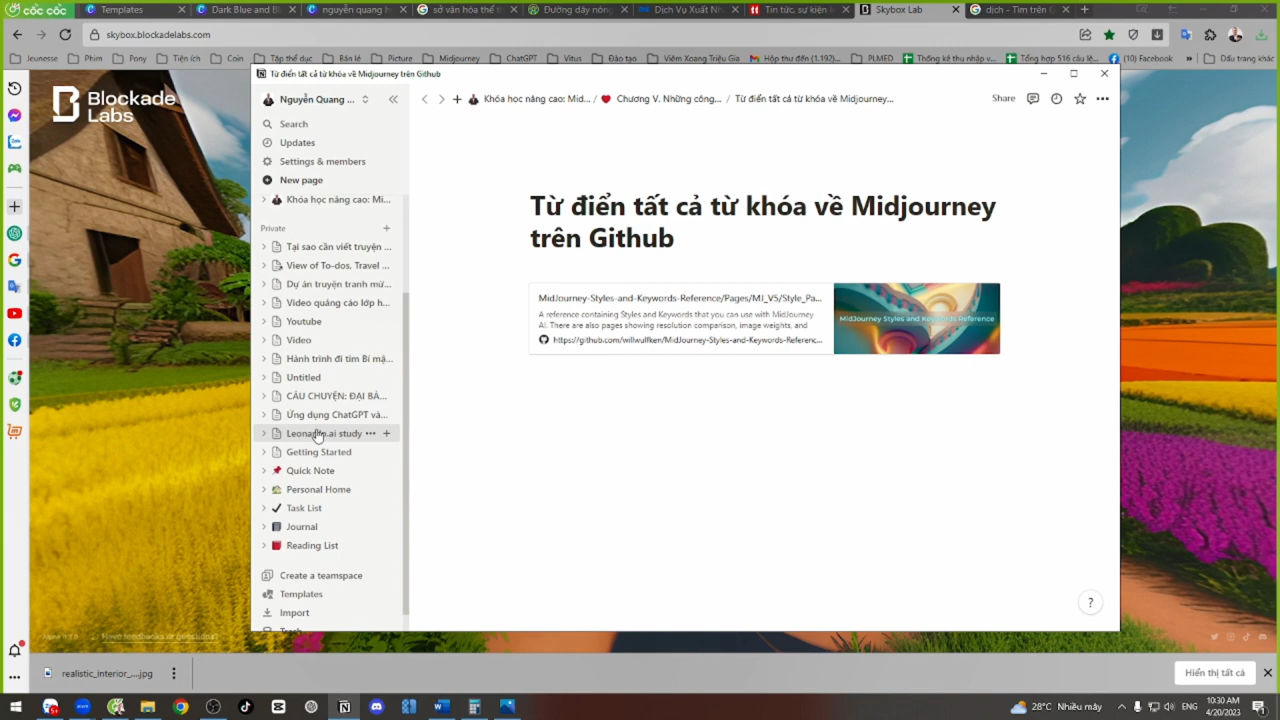 cốc cốc
Templates
Dark Blue and Bl
nguyễn quang h
sở văn hóa thể th
Đường dây nóng
Dịch Vụ Xuất Nhậ
Tin tức, sự kiện l
Skybox Lab
dịch - Tìm trên G
skybox.blockadelabs.com
Jeunesse
Phim
Pony
Tiện ích
Coin
Tập thể dục
Bán lẻ
Picture
Midjourney
ChatGPT
Vitus
Đào tạo
Viêm Xoang Triệu Gia
Hộp thư đến (1.192)...
PLMED
Thống kê thu nhập v...
Tổng hợp 516 câu lệ...
(10) Facebook
Dấu trang khác
Blockade
Labs
Từ điển tất cả từ khóa về Midjourney trên Github
Nguyễn Quang ...
Khóa học nâng cao: Mid... / Chương V. Những công... / Từ điển tất cả từ khóa về Midjourney...
Share
Search
Updates
Settings & members
New page
Khóa học nâng cao: Mi...
Private
Tại sao cần viết truyện ...
View of To-dos, Travel ...
Dự án truyện tranh mừ...
Video quảng cáo lớp h...
Youtube
Video
Hành trình đi tìm Bí mậ...
Untitled
CÂU CHUYỆN: ĐẠI BÀ...
Ứng dụng ChatGPT và...
Leonardo.ai study
Getting Started
Quick Note
Personal Home
Task List
Journal
Reading List
Create a teamspace
Templates
Import
Trash
Từ điển tất cả từ khóa về Midjourney
trên Github
MidJourney-Styles-and-Keywords-Reference/Pages/MJ_V5/Style_Pa...
A reference containing Styles and Keywords that you can use with MidJourney
AI. There are also pages showing resolution comparison, image weights, and
https://github.com/willwulfken/MidJourney-Styles-and-Keywords-Referenc...
MidJourney Styles and Keywords Reference
?
Have feedbacks or questions?
realistic_interior_....jpg
Hiển thị tất cả
28°C Nhiều mây
ENG
10:30 AM
4/20/2023